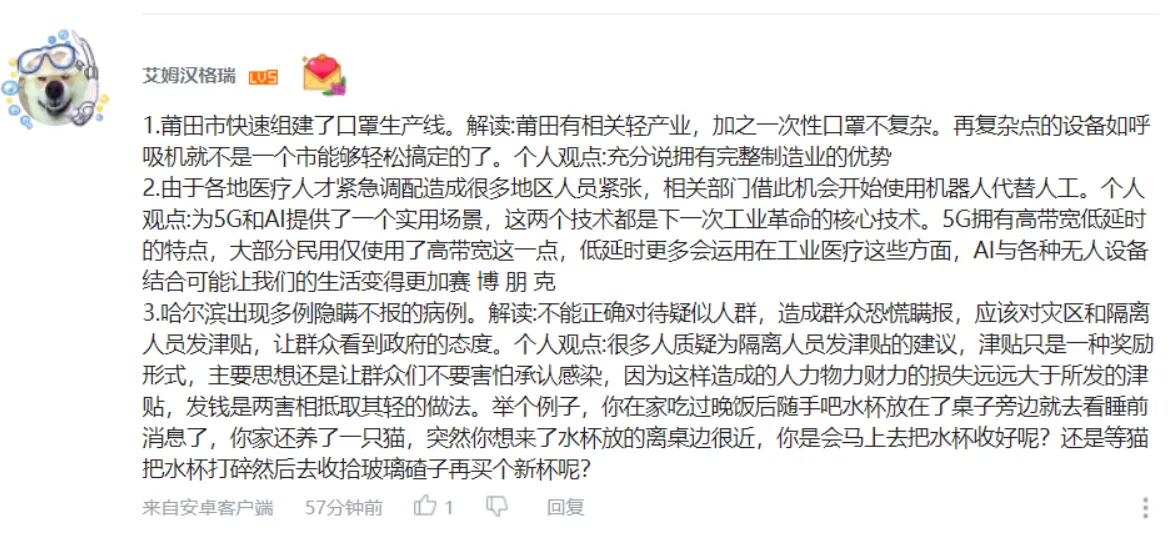 艾姆汉格瑞 LV5
1.莆田市快速组建了口罩生产线。解读:莆田有相关轻产业，加之一次性口罩不复杂。再复杂点的设备如呼
吸机就不是一个市能够轻松搞定的了。个人观点:充分说拥有完整制造业的优势
2.由于各地医疗人才紧急调配造成很多地区人员紧张，相关部门借此机会开始使用机器人代替人工。个人
观点:为5G和AI提供了一个实用场景，这两个技术都是下一次工业革命的核心技术。5G拥有高带宽低延时
的特点，大部分民用仅使用了高带宽这一点，低延时更多会运用在工业医疗这些方面，AI与各种无人设备
结合可能让我们的生活变得更加赛 博 朋 克
3.哈尔滨出现多例隐瞒不报的病例。解读:不能正确对待疑似人群，造成群众恐慌瞒报，应该对灾区和隔离
人员发津贴，让群众看到政府的态度。个人观点:很多人质疑为隔离人员发津贴的建议，津贴只是一种奖励
形式，主要思想还是让群众们不要害怕承认感染，因为这样造成的人力物力财力的损失远远大于所发的津
贴，发钱是两害相抵取其轻的做法。举个例子，你在家吃过晚饭后随手吧水杯放在了桌子旁边就去看睡前
消息了，你家还养了一只猫，突然你想来了水杯放的离桌边很近，你是会马上去把水杯收好呢？还是等猫
把水杯打碎然后去收拾玻璃碴子再买个新杯呢？
来自安卓客户端 57分钟前 1 回复